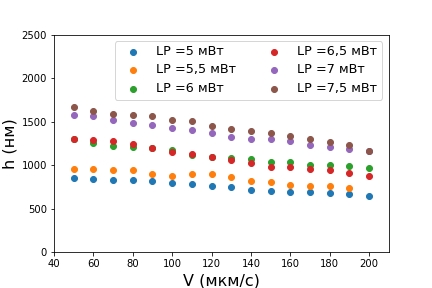 2500
2000
1500
1000
500
0
h (нм)
LP =5 мВт
LP =5,5 мВт
LP =6 мВт
LP =6,5 мВт
LP =7 мВт
LP =7,5 мВт
40 60 80 100 120 140 160 180 200
V (мкм/с)